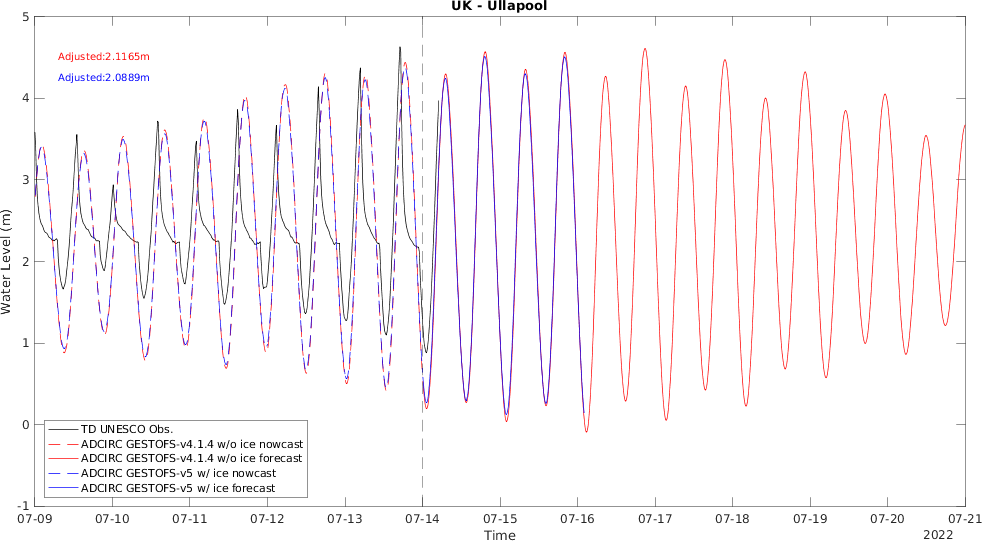 UK - Ullapool
Adjusted:2.1165m
Adjusted:2.0889m
5
4
3
2
1
0
-1
Water Level (m)
TD UNESCO Obs.
ADCIRC GESTOFS-v4.1.4 w/o ice nowcast
ADCIRC GESTOFS-v4.1.4 w/o ice forecast
ADCIRC GESTOFS-v5 w/ ice nowcast
ADCIRC GESTOFS-v5 w/ ice forecast
07-09 07-10 07-11 07-12 07-13 07-14 07-15 07-16 07-17 07-18 07-19 07-20 07-21
Time
2022